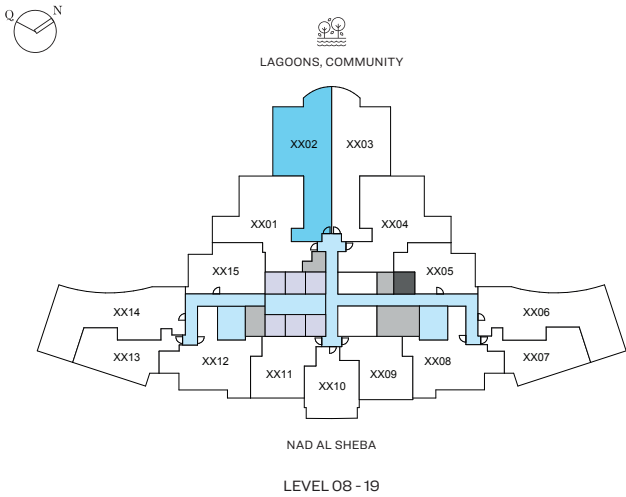 Q N
LAGOONS, COMMUNITY
XX02 XX03
XX01 XX04
XX15 XX05
XX14 XX06
XX13 XX12 XX11 XX10 XX09 XX08 XX07
NAD AL SHEBA
LEVEL 08 - 19